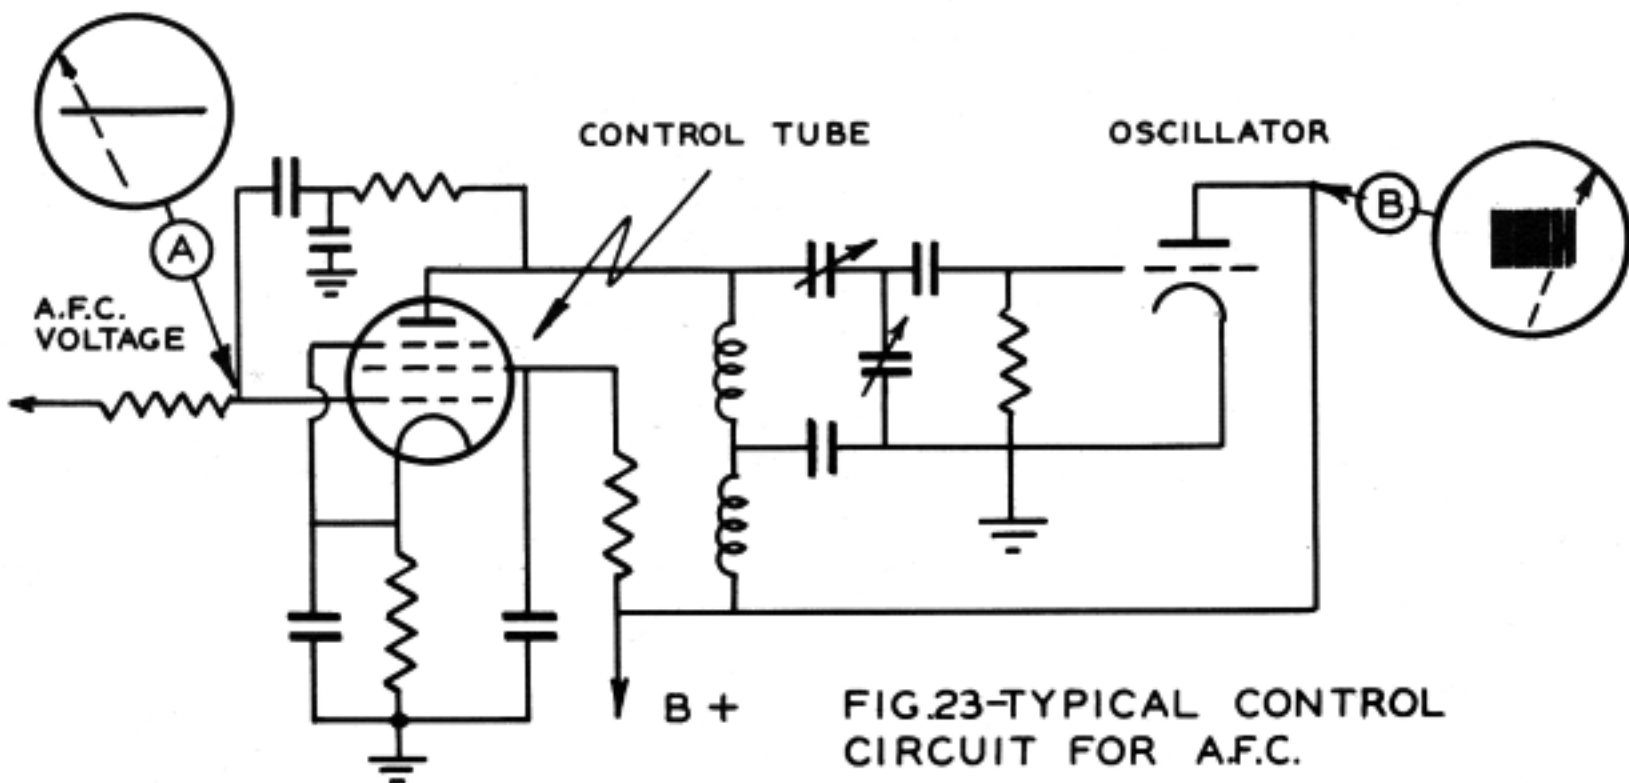 CONTROL TUBE
OSCILLATOR
A
B
A.F.C.
VOLTAGE
B +
FIG.23-TYPICAL CONTROL
CIRCUIT FOR A.F.C.